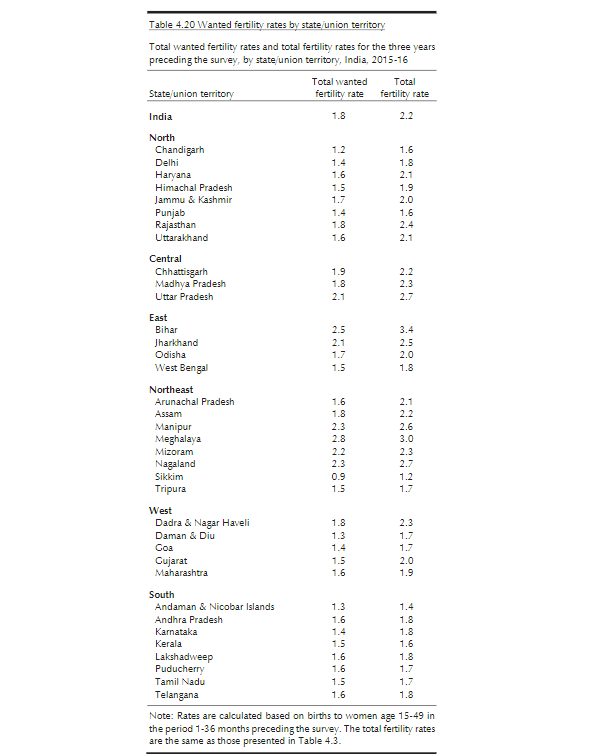 Table 4.20 Wanted fertility rates by state/union territory
Total wanted fertility rates and total fertility rates for the three years
preceding the survey, by state/union territory, India, 2015-16
State/union territory Total wanted fertility rate Total fertility rate
India 1.8 2.2
North
Chandigarh 1.2 1.6
Delhi 1.4 1.8
Haryana 1.6 2.1
Himachal Pradesh 1.5 1.9
Jammu & Kashmir 1.7 2.0
Punjab 1.4 1.6
Rajasthan 1.8 2.4
Uttarakhand 1.6 2.1
Central
Chhattisgarh 1.9 2.2
Madhya Pradesh 1.8 2.3
Uttar Pradesh 2.1 2.7
East
Bihar 2.5 3.4
Jharkhand 2.1 2.5
Odisha 1.7 2.0
West Bengal 1.5 1.8
Northeast
Arunachal Pradesh 1.6 2.1
Assam 1.8 2.2
Manipur 2.3 2.6
Meghalaya 2.8 3.0
Mizoram 2.2 2.3
Nagaland 2.3 2.7
Sikkim 0.9 1.2
Tripura 1.5 1.7
West
Dadra & Nagar Haveli 1.8 2.3
Daman & Diu 1.3 1.7
Goa 1.4 1.7
Gujarat 1.5 2.0
Maharashtra 1.6 1.9
South
Andaman & Nicobar Islands 1.3 1.4
Andhra Pradesh 1.6 1.8
Karnataka 1.4 1.8
Kerala 1.5 1.6
Lakshadweep 1.6 1.8
Puducherry 1.6 1.7
Tamil Nadu 1.5 1.7
Telangana 1.6 1.8
Note: Rates are calculated based on births to women age 15-49 in
the period 1-36 months preceding the survey. The total fertility rates
are the same as those presented in Table 4.3.